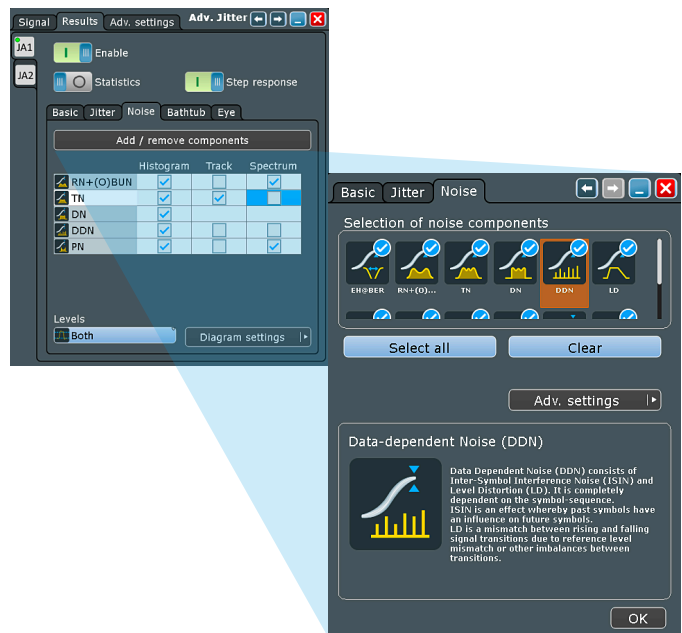 Signal Results Adv. settings Adv. Jitter
JA1
Enable
JA2
Statistics Step response
Basic Jitter Noise Bathtub Eye
Add / remove components
Histogram Track Spectrum
RN+(O)BUN
TN
DN
DDN
PN
Levels
Both
Diagram settings
Basic Jitter Noise
Selection of noise components
EH@BER RN+(O)... TN DN DDN LD
Select all Clear
Adv. settings
Data-dependent Noise (DDN)
Data Dependent Noise (DDN) consists of
Inter-Symbol Interference Noise (ISIN) and
Level Distortion (LD). It is completely
dependent on the symbol-sequence.
ISIN is an effect whereby past symbols have
an influence on future symbols.
LD is a mismatch between rising and falling
signal transitions due to reference level
mismatch or other imbalances between
transitions.
OK